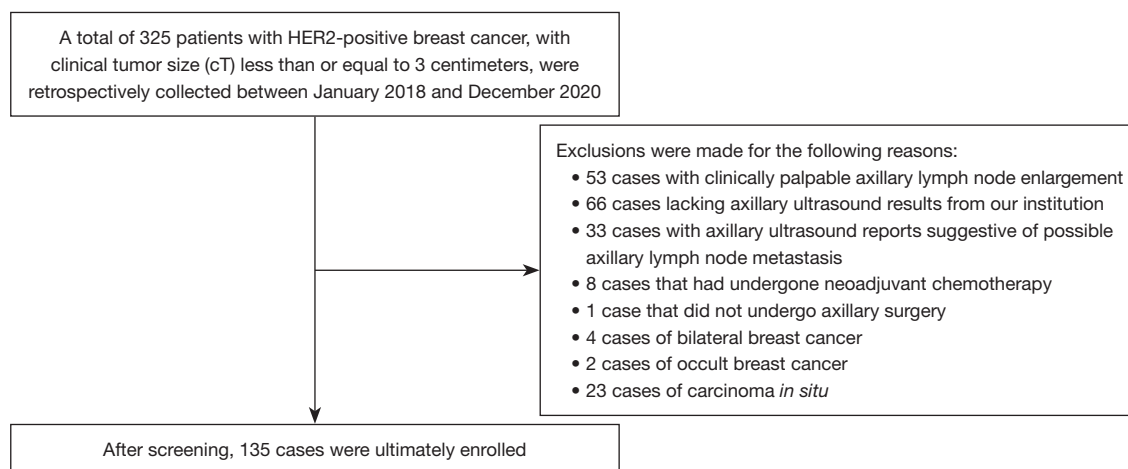 A total of 325 patients with HER2-positive breast cancer, with
clinical tumor size (cT) less than or equal to 3 centimeters, were
retrospectively collected between January 2018 and December 2020
Exclusions were made for the following reasons:
• 53 cases with clinically palpable axillary lymph node enlargement
• 66 cases lacking axillary ultrasound results from our institution
• 33 cases with axillary ultrasound reports suggestive of possible
axillary lymph node metastasis
• 8 cases that had undergone neoadjuvant chemotherapy
• 1 case that did not undergo axillary surgery
• 4 cases of bilateral breast cancer
• 2 cases of occult breast cancer
• 23 cases of carcinoma in situ
After screening, 135 cases were ultimately enrolled